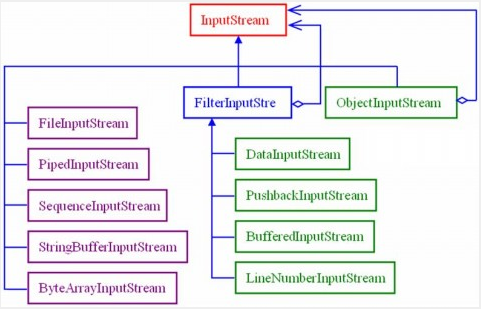 InputStream
FilterInputStre
ObjectInputStream
FileInputStream
PipedInputStream
SequenceInputStream
StringBufferInputStream
ByteArrayInputStream
DataInputStream
PushbackInputStream
BufferedInputStream
LineNumberInputStream